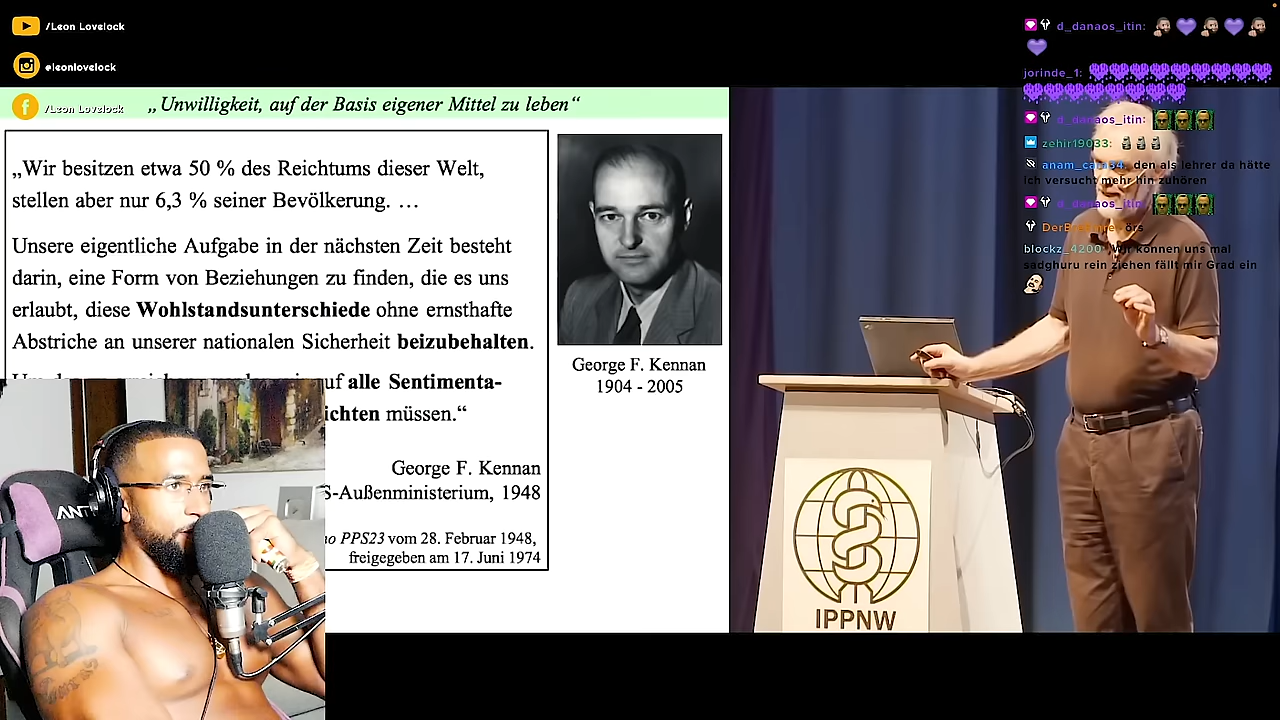 /Leon Lovelock
@leonlovelock
/Leon Lovelock
„Unwilligkeit, auf der Basis eigener Mittel zu leben“
„Wir besitzen etwa 50 % des Reichtums dieser Welt,
stellen aber nur 6,3 % seiner Bevölkerung. …
Unsere eigentliche Aufgabe in der nächsten Zeit besteht
darin, eine Form von Beziehungen zu finden, die es uns
erlaubt, diese Wohlstandsunterschiede ohne ernsthafte
Abstriche an unserer nationalen Sicherheit beizubehalten.
auf alle Sentimenta-
ichten müssen.“
George F. Kennan
S-Außenministerium, 1948
PPS23 vom 28. Februar 1948,
freigegeben am 17. Juni 1974
George F. Kennan
1904 - 2005
ANT
IPPNW
d_danaos_itin:
jorinde_1:
d_danaos_itin:
zehir19033:
den als lehrer da hätte
ich versucht mehr hin zuhören
d_danaos_itin:
örs
blockz_4200: Wir können uns mal
sadghuru rein ziehen fällt mir Grad ein